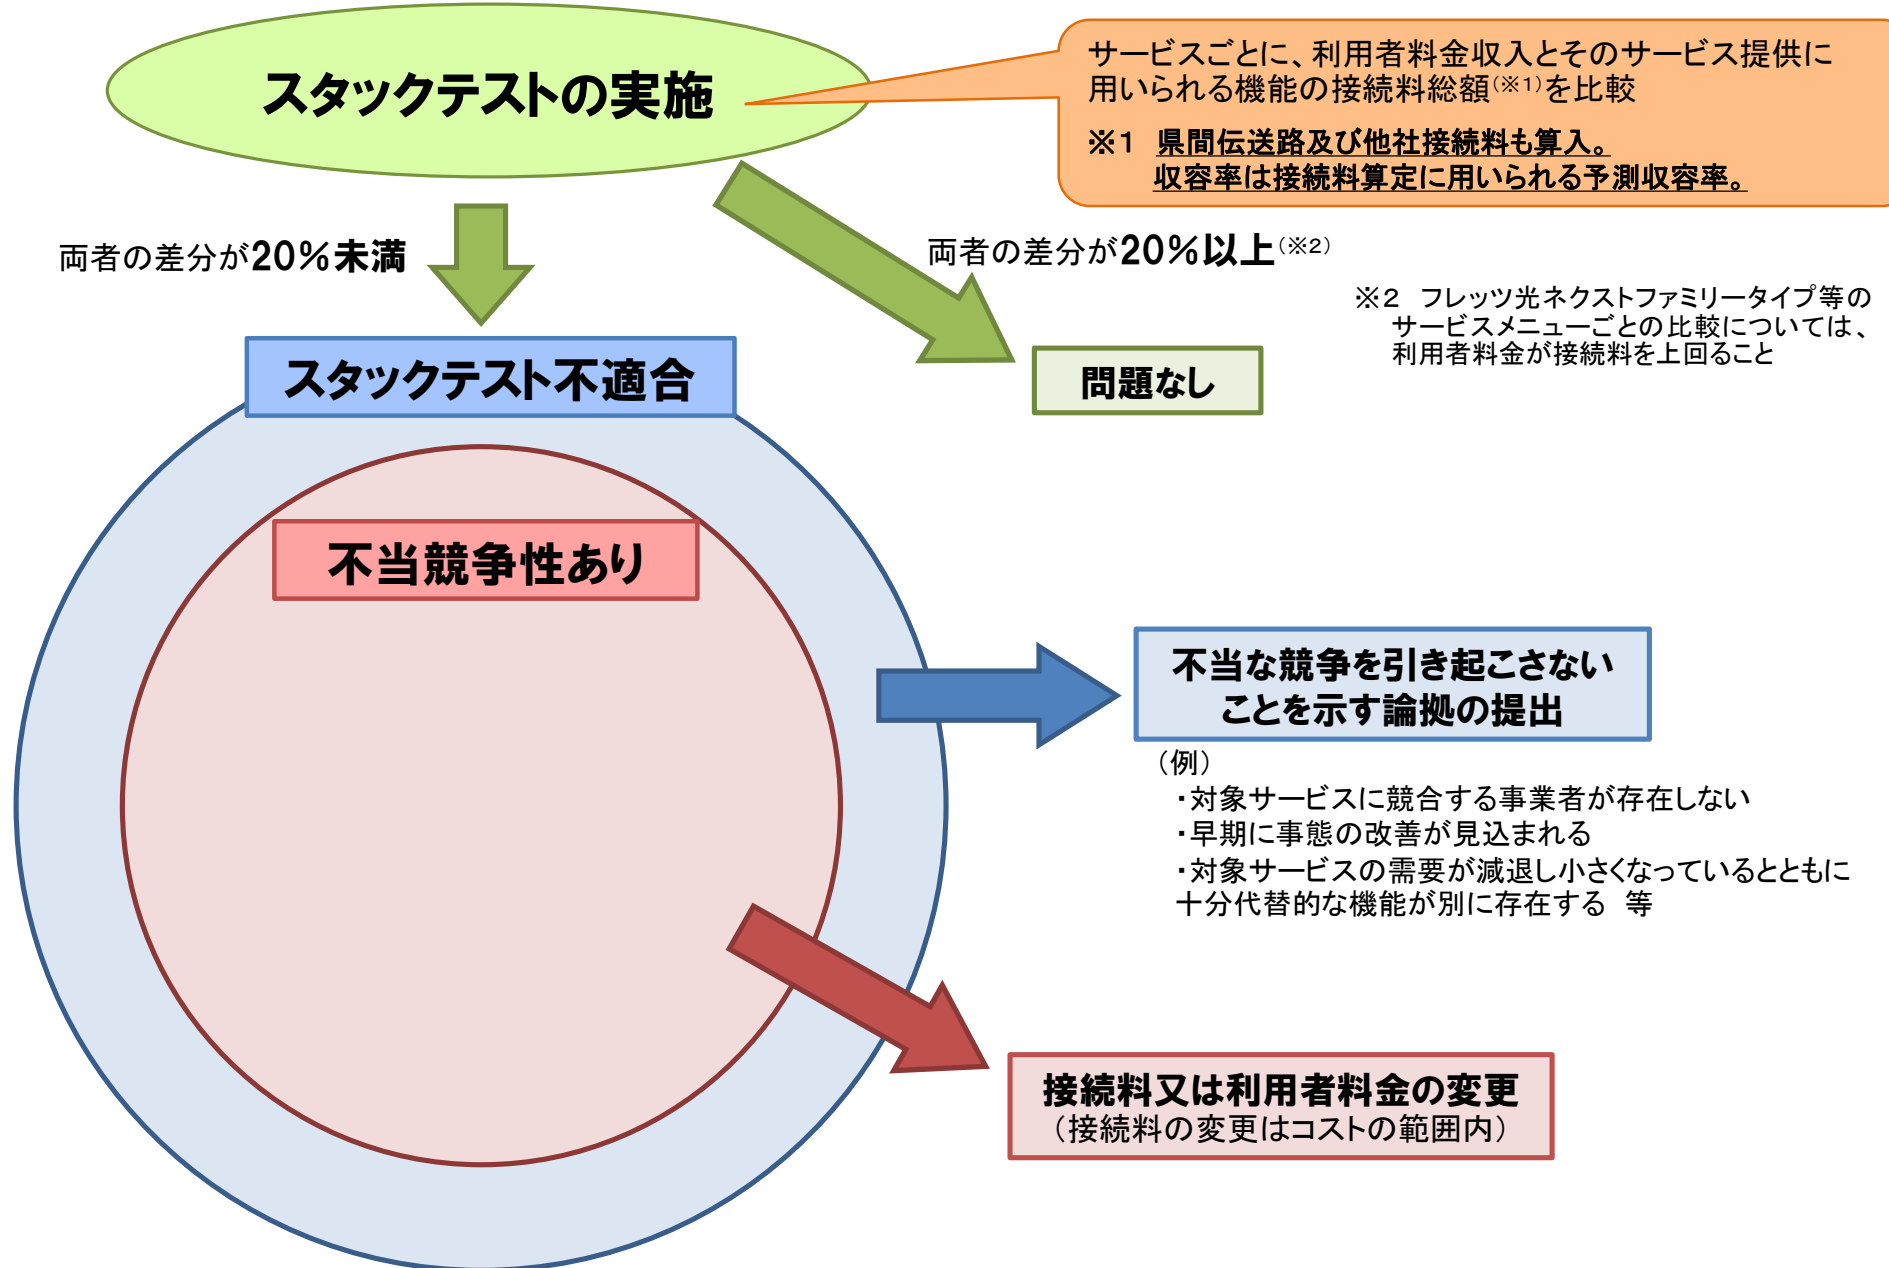 スタックテストの実施
サービスごとに、利用者料金収入とそのサービス提供に
用いられる機能の接続料総額(※1)を比較
※1 県間伝送路及び他社接続料も算入。
収容率は接続料算定に用いられる予測収容率。
両者の差分が20%未満
両者の差分が20%以上(※2)
※2 フレッツ光ネクストファミリータイプ等の
サービスメニューごとの比較については、
利用者料金が接続料を上回ること
スタックテスト不適合
問題なし
不当競争性あり
不当な競争を引き起こさない
ことを示す論拠の提出
(例)
・対象サービスに競合する事業者が存在しない
・早期に事態の改善が見込まれる
・対象サービスの需要が減退し小さくなっているとともに
十分代替的な機能が別に存在する 等
接続料又は利用者料金の変更
(接続料の変更はコストの範囲内)